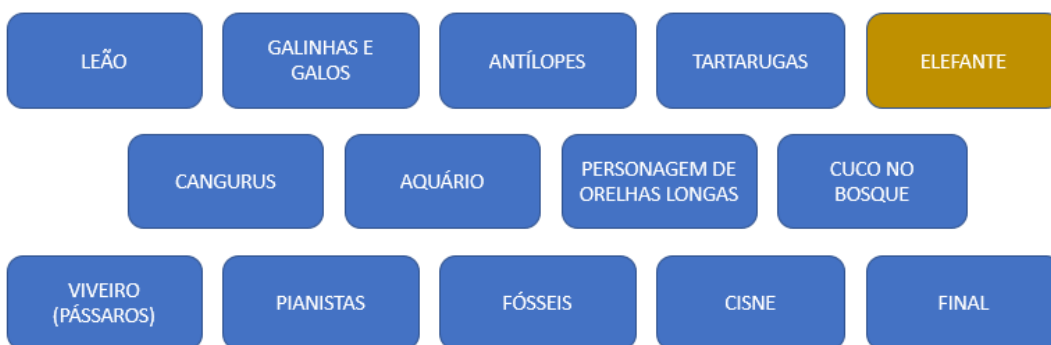 LEÃO
GALINHAS E
GALOS
ANTÍLOPES
TARTARUGAS
ELEFANTE
CANGURUS
AQUÁRIO
PERSONAGEM DE
ORELHAS LONGAS
CUCO NO
BOSQUE
VIVEIRO
(PÁSSAROS)
PIANISTAS
FÓSSEIS
CISNE
FINAL